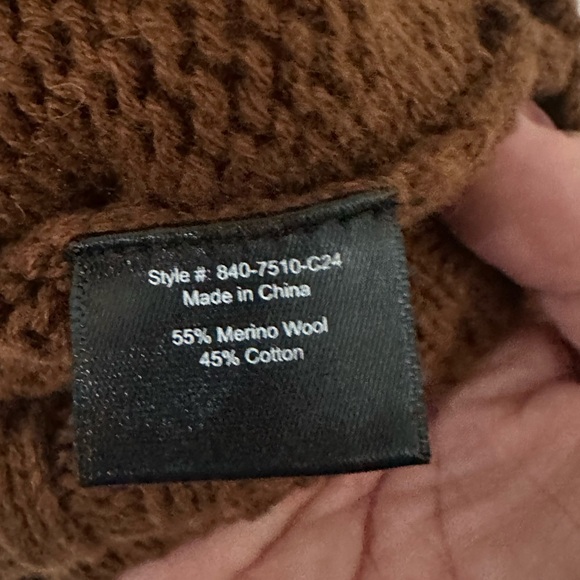 Style #: 840-7510-C24
Made in China
55% Merino Wool
45% Cotton